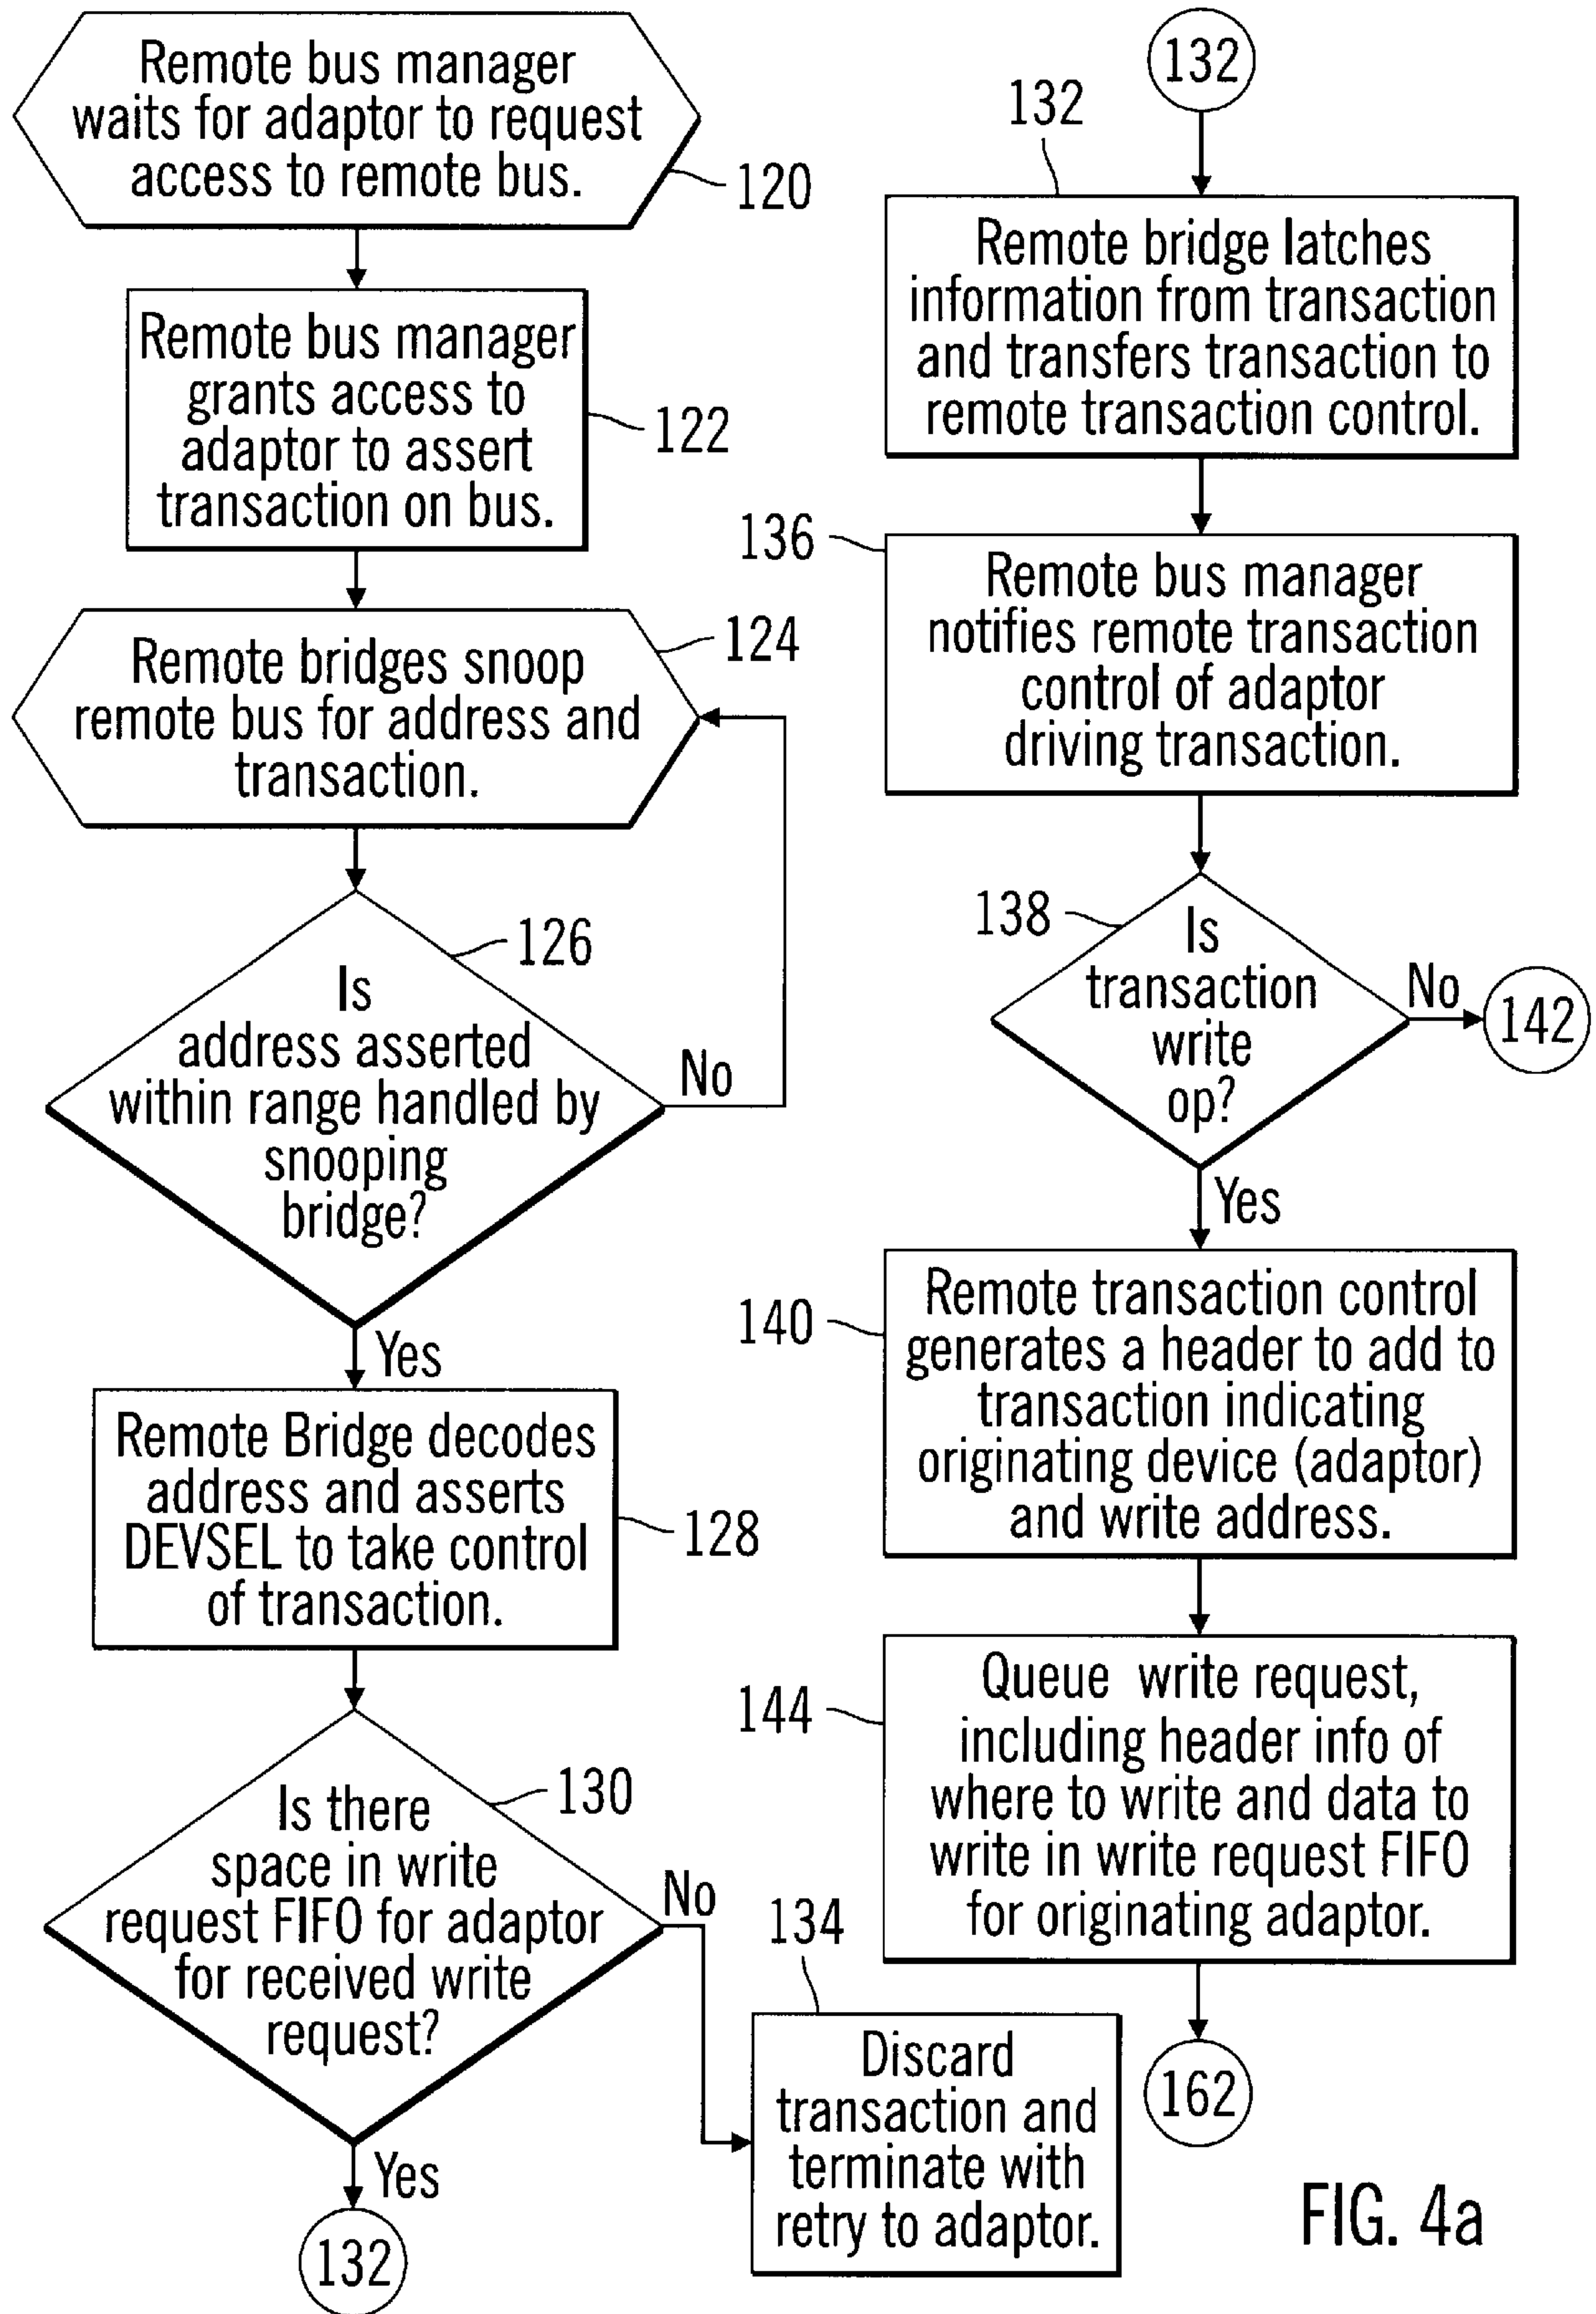 Remote bus manager
waits for adaptor to request
access to remote bus.
120
Remote bus manager
grants access to
adaptor to assert
transaction on bus.
122
Remote bridges snoop
remote bus for address and
transaction.
124
Is
address asserted
within range handled by
snooping
bridge?
126
No
Yes
Remote Bridge decodes
address and asserts
DEVSEL to take control
of transaction.
128
Is there
space in write
request FIFO for adaptor
for received write
request?
130
No
Yes
132
134
Discard
transaction and
terminate with
retry to adaptor.
132
132
Remote bridge latches
information from transaction
and transfers transaction to
remote transaction control.
136
Remote bus manager
notifies remote transaction
control of adaptor
driving transaction.
138
Is
transaction
write
op?
No
142
Yes
140
Remote transaction control
generates a header to add to
transaction indicating
originating device (adaptor)
and write address.
144
Queue write request,
including header info of
where to write and data to
write in write request FIFO
for originating adaptor.
162
FIG. 4a